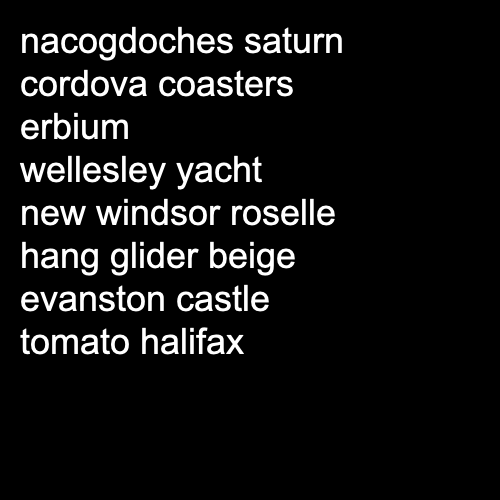 nacogdoches saturn
cordova coasters
erbium
wellesley yacht
new windsor roselle
hang glider beige
evanston castle
tomato halifax